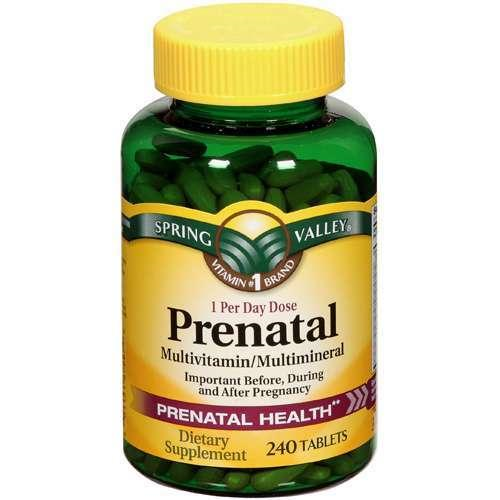 SPRING VALLEY®
VITAMIN #1 BRAND
1 Per Day Dose
Prenatal
Multivitamin/Multimineral
Important Before, During
and After Pregnancy
PRENATAL HEALTH**
Dietary
Supplement
240 TABLETS